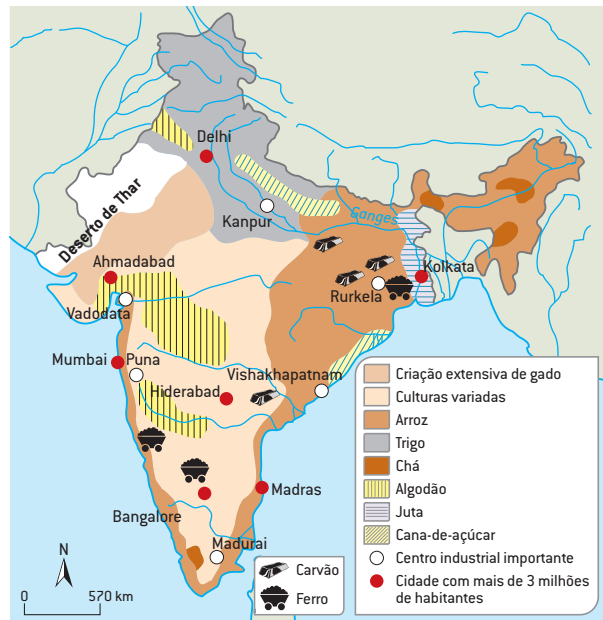 Delhi
Deserto de Thar
Kanpur
Ganges
Ahmadabad
Kolkata
Rurkela
Vadodata
Mumbai
Puna
Vishakhapatnam
Hiderabad
Madras
Bangalore
Madurai
Criação extensiva de gado
Culturas variadas
Arroz
Trigo
Chá
Algodão
Juta
Cana-de-açúcar
Centro industrial importante
Cidade com mais de 3 milhões
de habitantes
Carvão
Ferro
N
0 570 km